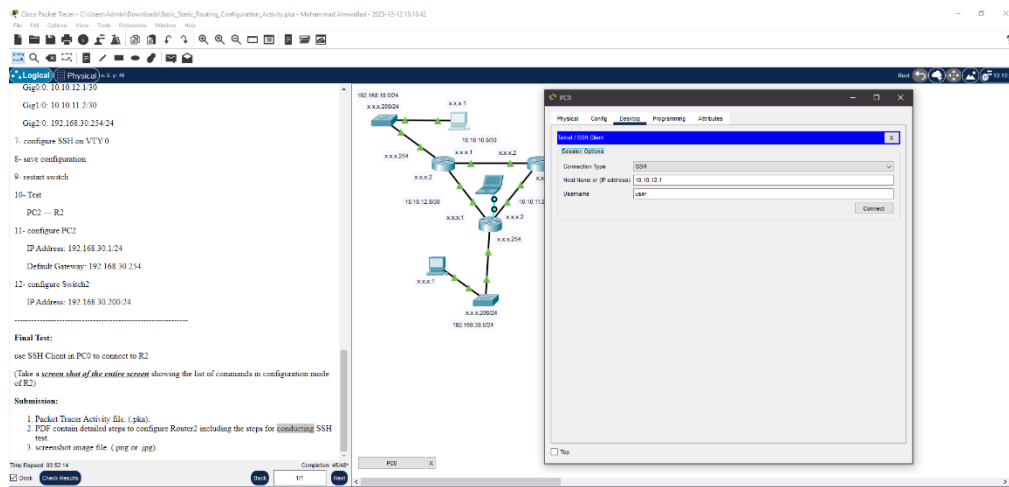 Cisco Packet Tracer - C:\Users\Admin\Downloads\Basic_Static_Routing_Configuration_Activity.pka - Mohammad Almwallad - 2023-12-12 18:18:42
File Edit Options View Tools Extensions Window Help
Logical Physical x: 0, y: 49
Root
Gig0/0: 10.10.12.1/30
Gig1/0: 10.10.11.2/30
Gig2/0: 192.168.30.254/24
7- configure SSH on VTY 0
8- save configuration
9- restart switch
10- Test
PC2 --- R2
11- configure PC2
IP Address: 192.168.30.1/24
Default Gateway: 192.168.30.254
12- configure Switch2
IP Address: 192.168.30.200/24
Final Test:
use SSH Client in PC0 to connect to R2
(Take a screen shot of the entire screen showing the list of commands in configuration mode
of R2)
Submission:
1. Packet Tracer Activity file. (.pka).
2. PDF contain detailed steps to configure Router2 including the steps for conducting SSH
test.
3. screenshot image file. (.png or .jpg).
Time Elapsed: 03:52:14
Completion: 45/45*
Dock
Check Results
Back
1/1
Next
192.168.10.0/24
x.x.x.200/24
x.x.x.1
10.10.10.0/30
x.x.x.254
x.x.x.1
x.x.x.2
x.x.x.2
10.10.12.0/30
10.10.11.0
x.x.x.1
x.x.x.2
x.x.x.254
x.x.x.1
x.x.x.200/24
192.168.30.0/24
PC0 X
PC0
Physical Config Desktop Programming Attributes
Telnet / SSH Client X
Session Options
Connection Type SSH
Host Name or (IP address) 10.10.12.1
Username user
Connect
Top